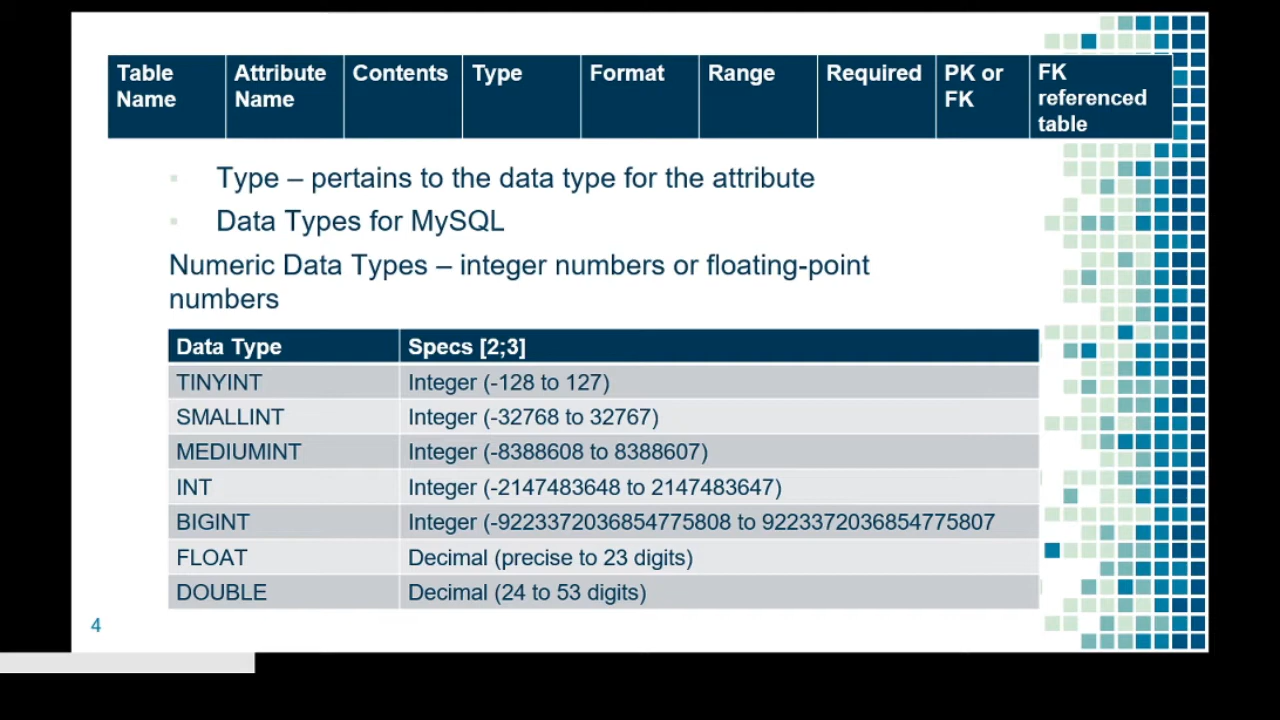 Table Name
Attribute Name
Contents
Type
Format
Range
Required
PK or FK
FK referenced table
Type – pertains to the data type for the attribute
Data Types for MySQL
Numeric Data Types – integer numbers or floating-point
numbers
Data Type Specs [2;3]
TINYINT Integer (-128 to 127)
SMALLINT Integer (-32768 to 32767)
MEDIUMINT Integer (-8388608 to 8388607)
INT Integer (-2147483648 to 2147483647)
BIGINT Integer (-9223372036854775808 to 9223372036854775807
FLOAT Decimal (precise to 23 digits)
DOUBLE Decimal (24 to 53 digits)
4